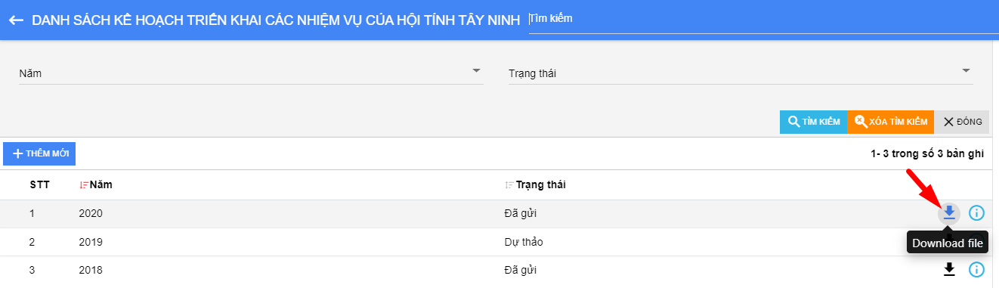 DANH SÁCH KẾ HOẠCH TRIỂN KHAI CÁC NHIỆM VỤ CỦA HỘI TỈNH TÂY NINH Tìm kiếm
Năm Trạng thái
TÌM KIẾM XÓA TÌM KIẾM ĐÓNG
THÊM MỚI 1- 3 trong số 3 bản ghi
STT Năm Trạng thái
1 2020 Đã gửi
2 2019 Dự thảo
Download file
3 2018 Đã gửi